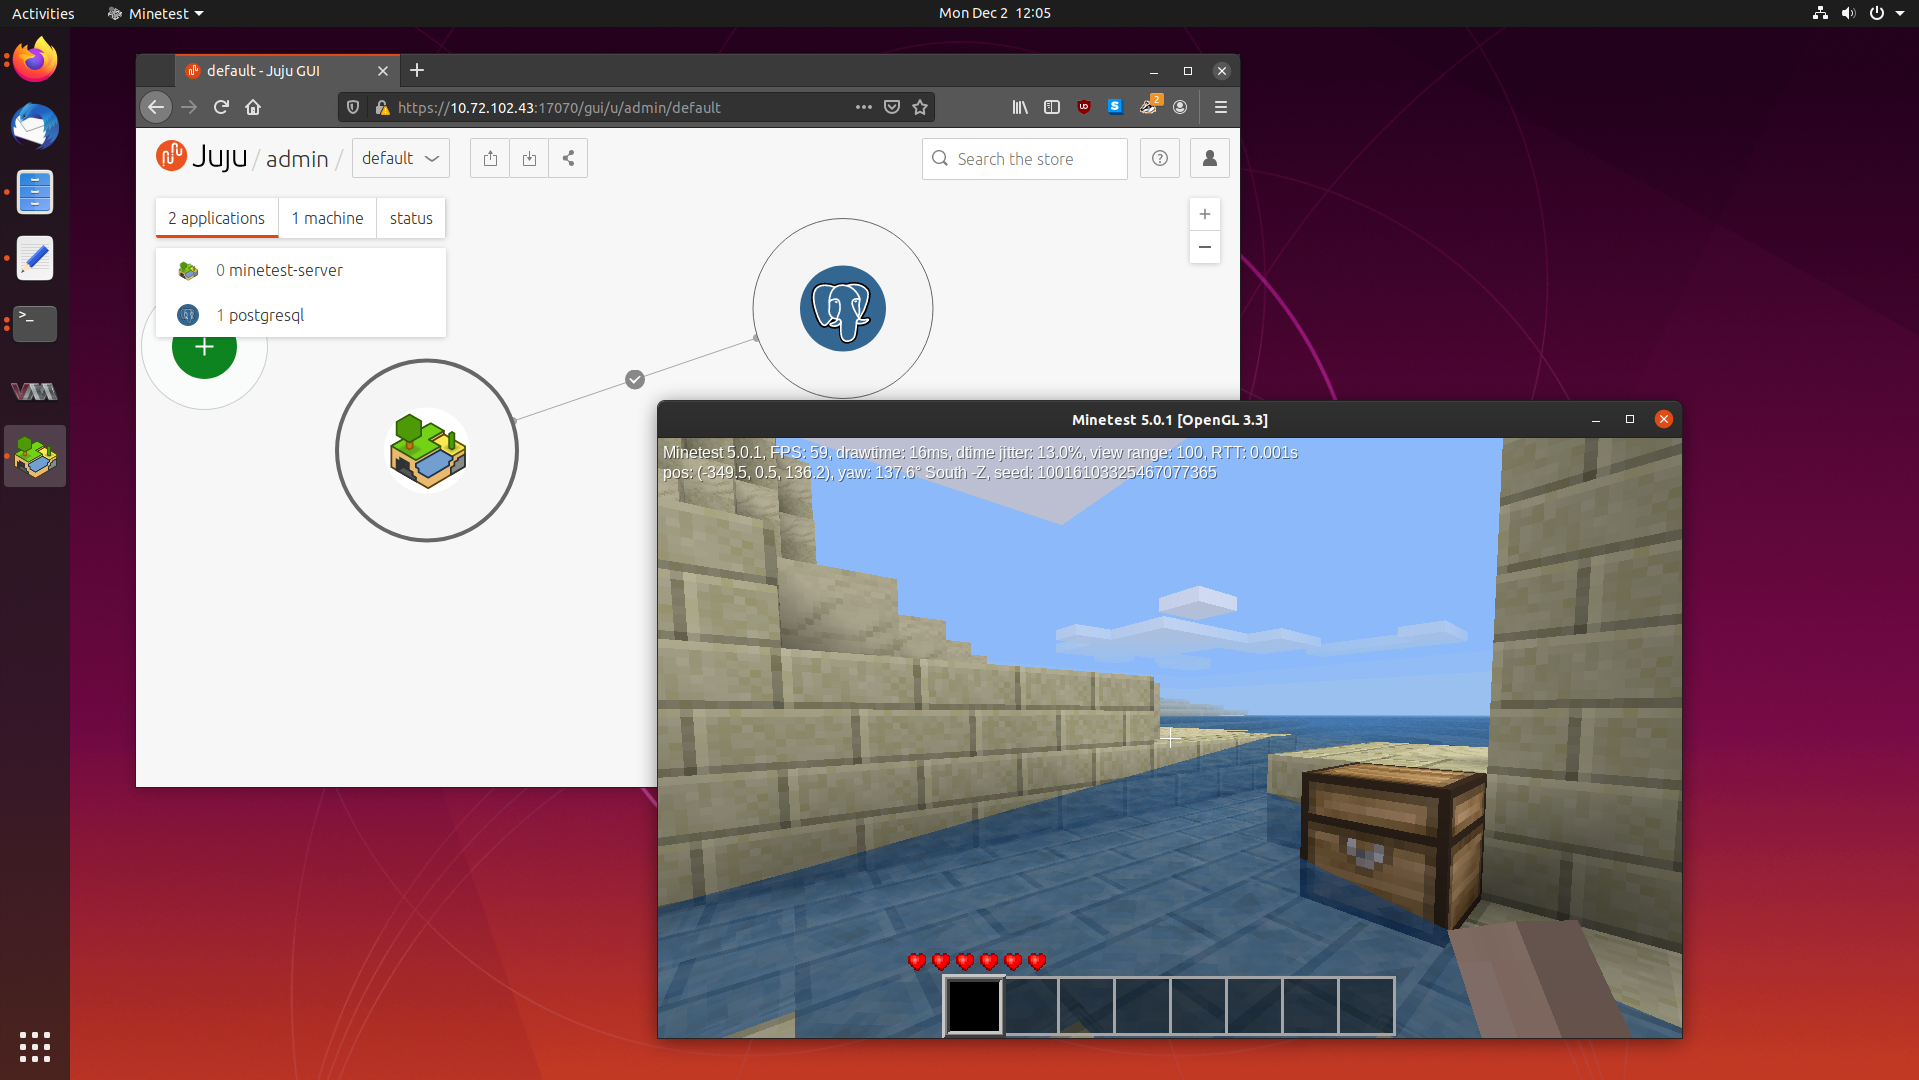 Activities
Minetest
Mon Dec 2 12:05
default - Juju GUI
https://10.72.102.43:17070/gui/u/admin/default
2
Juju / admin / default
Search the store
2 applications
1 machine
status
0 minetest-server
1 postgresql
Minetest 5.0.1 [OpenGL 3.3]
Minetest 5.0.1, FPS: 59, drawtime: 16ms, dtime jitter: 13.0%, view range: 100, RTT: 0.001s
pos: (-349.5, 0.5, 136.2), yaw: 137.6° South -Z, seed: 10016103325467077365